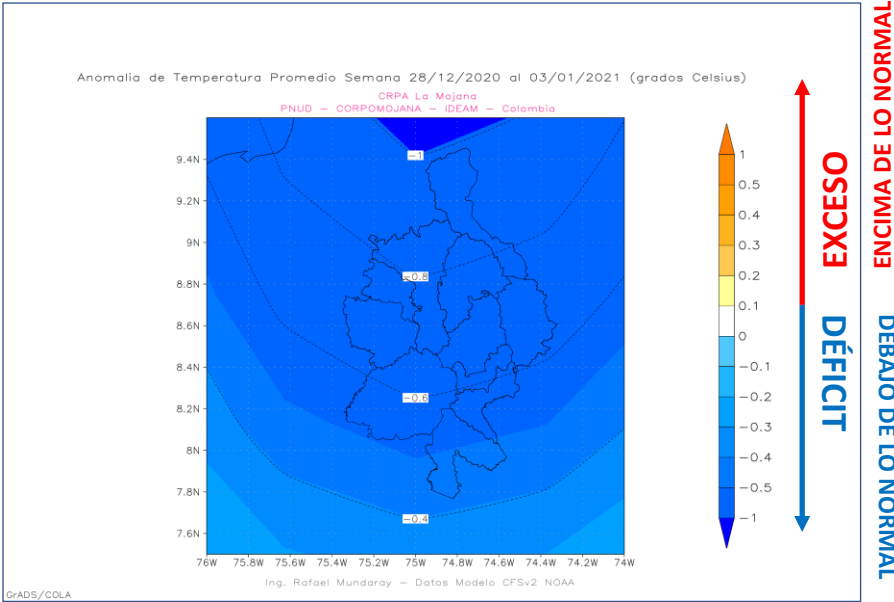 Anomalia de Temperatura Promedio Semana 28/12/2020 al 03/01/2021 (grados Celsius)
CRPA La Mojana
PNUD – CORPOMOJANA – IDEAM – Colombia
9.4N
9.2N
9N
8.8N
8.6N
8.4N
8.2N
8N
7.8N
7.6N
-1
-0.8
-0.6
-0.4
76W
75.8W
75.6W
75.4W
75.2W
75W
74.8W
74.6W
74.4W
74.2W
74W
1
0.5
0.4
0.3
0.2
0.1
0
-0.1
-0.2
-0.3
-0.4
-0.5
-1
EXCESO
ENCIMA DE LO NORMAL
DÉFICIT
DEBAJO DE LO NORMAL
Ing. Rafael Mundaray – Datos Modelo CFSv2 NOAA
GrADS/COLA